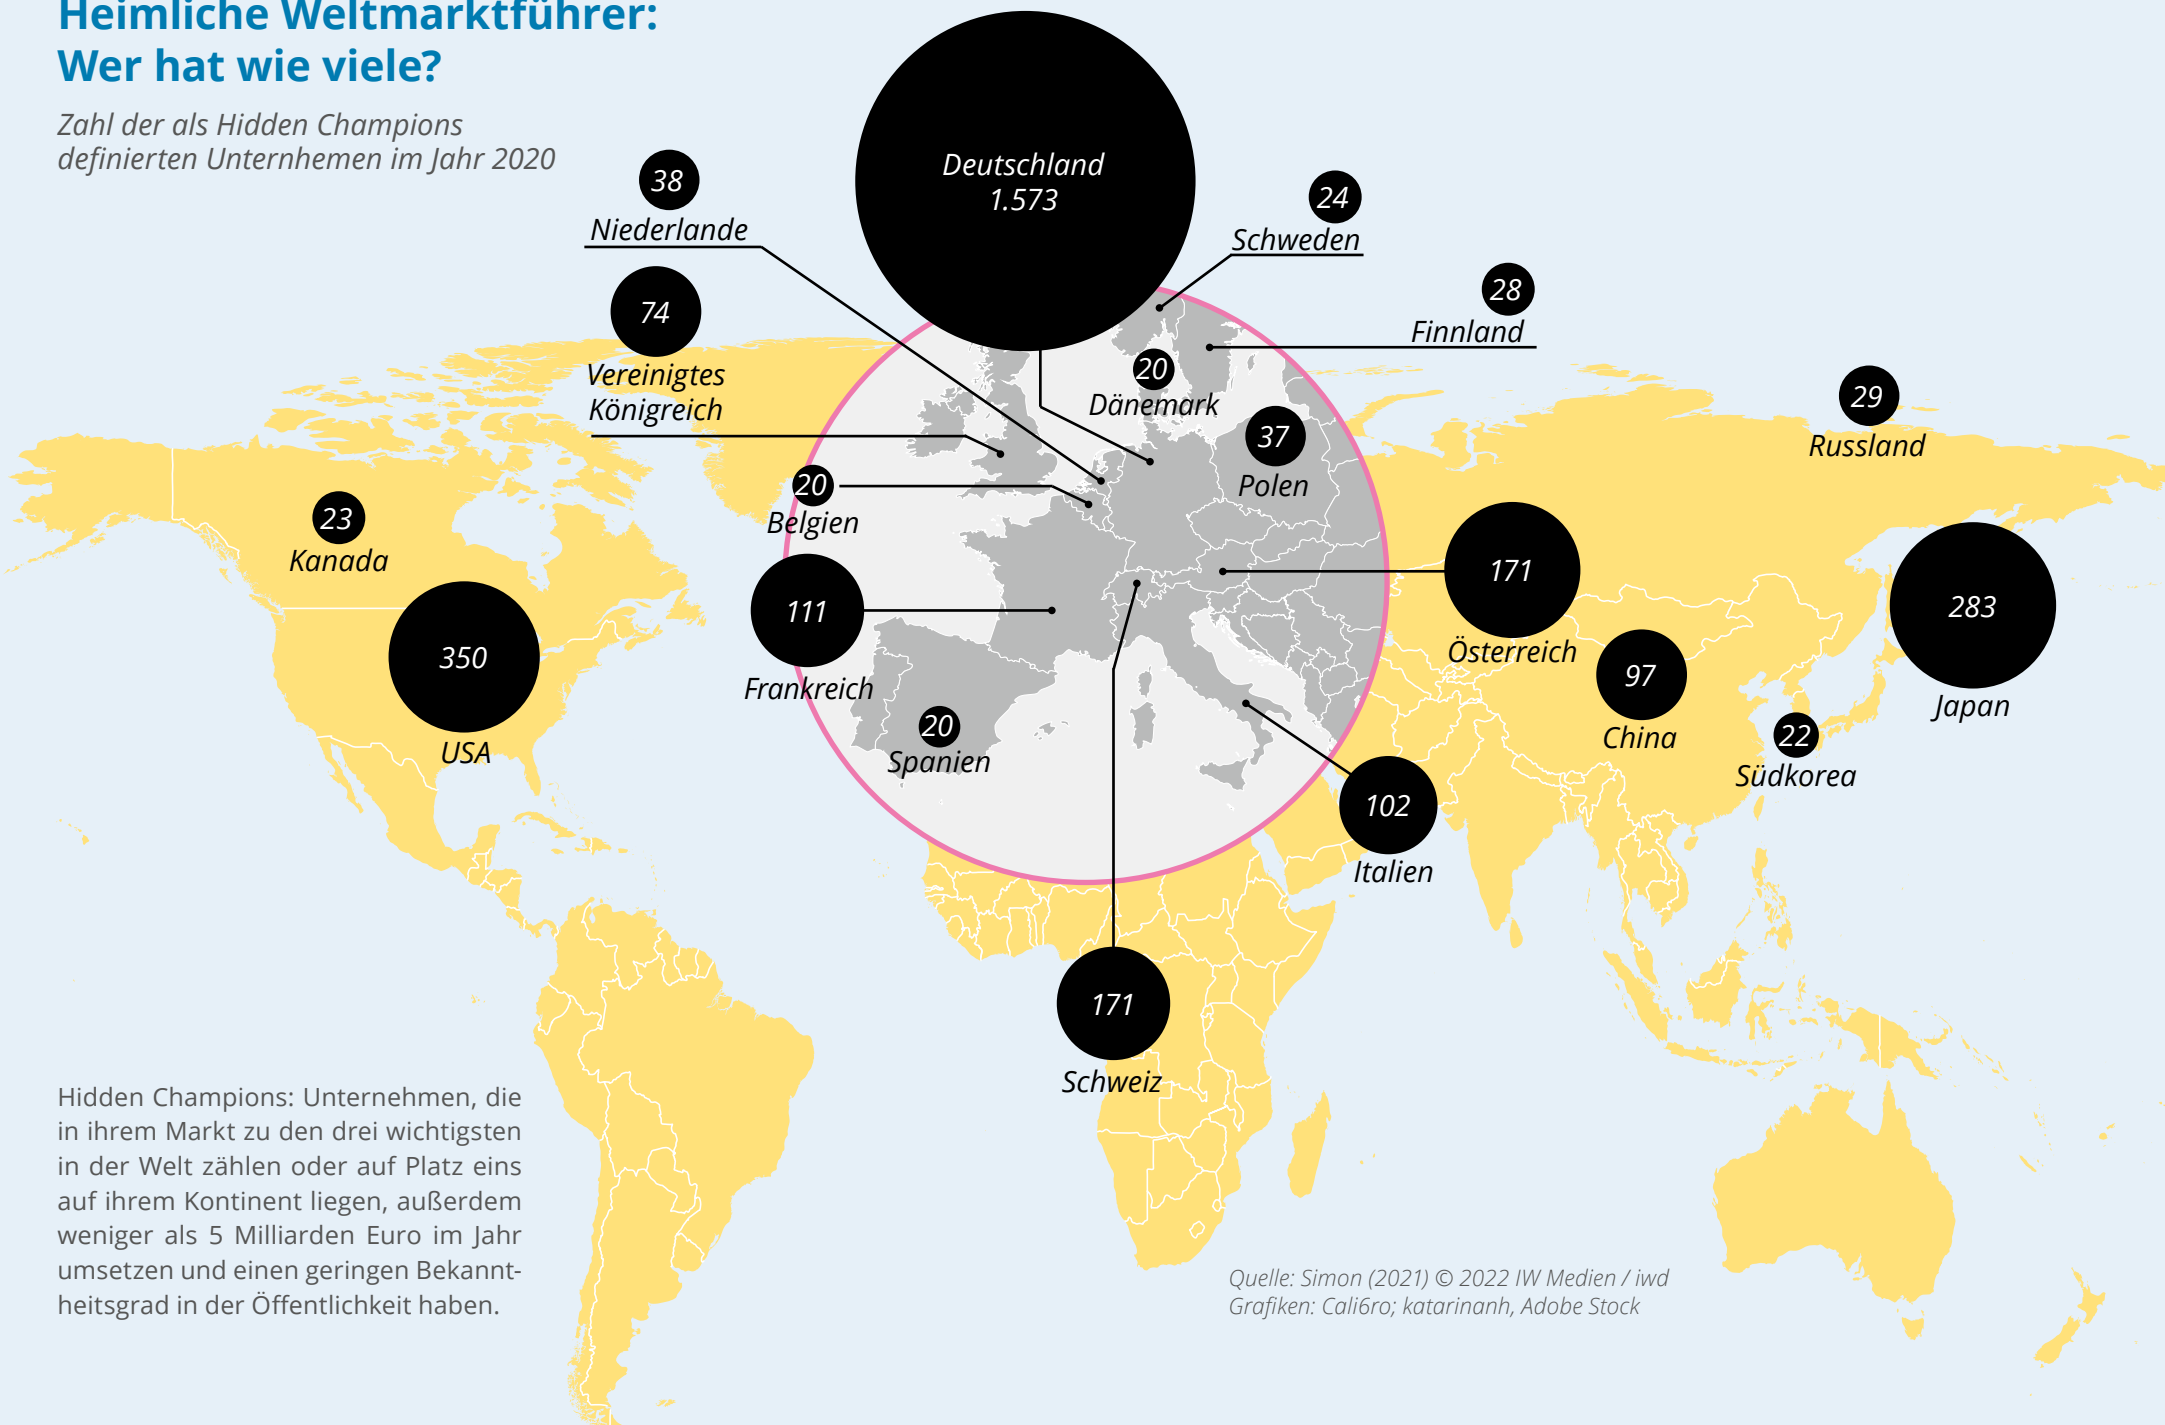 Heimliche Weltmarktführer:
Wer hat wie viele?
Zahl der als Hidden Champions
definierten Unternhemen im Jahr 2020
Deutschland
1.573
38
Niederlande
24
Schweden
74
Vereinigtes
Königreich
28
Finnland
20
Dänemark
29
Russland
37
Polen
20
Belgien
23
Kanada
171
Österreich
350
USA
111
Frankreich
283
Japan
97
China
20
Spanien
22
Südkorea
102
Italien
171
Schweiz
Hidden Champions: Unternehmen, die
in ihrem Markt zu den drei wichtigsten
in der Welt zählen oder auf Platz eins
auf ihrem Kontinent liegen, außerdem
weniger als 5 Milliarden Euro im Jahr
umsetzen und einen geringen Bekannt-
heitsgrad in der Öffentlichkeit haben.
Quelle: Simon (2021) © 2022 IW Medien / iwd
Grafiken: Cali6ro; katarinanh, Adobe Stock